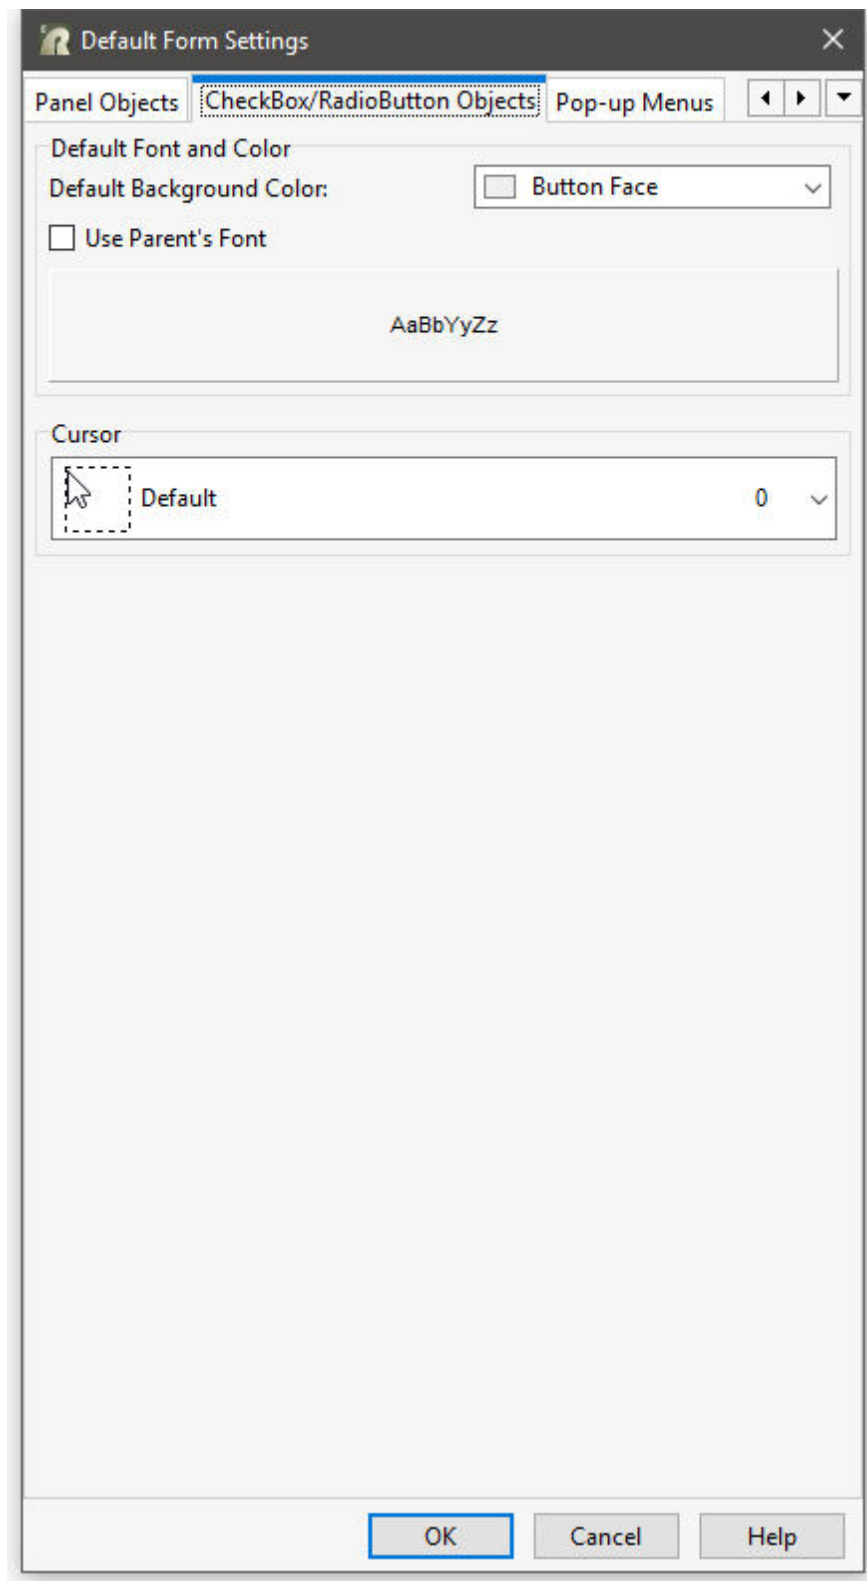 Default Form Settings
Panel Objects CheckBox/RadioButton Objects Pop-up Menus
Default Font and Color
Default Background Color: Button Face
Use Parent's Font
AaBbYyZz
Cursor
Default 0
OK Cancel Help